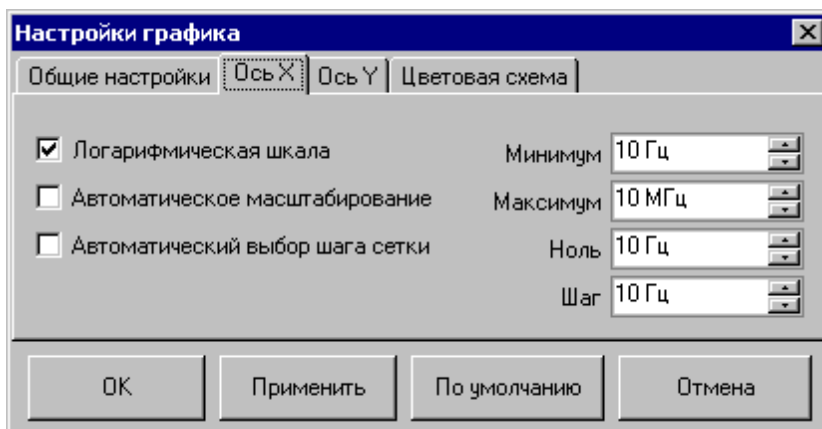 Настройки графика
Общие настройки Ось X Ось Y Цветовая схема
Логарифмическая шкала Минимум 10 Гц
Автоматическое масштабирование Максимум 10 МГц
Автоматический выбор шага сетки Ноль 10 Гц
Шаг 10 Гц
ОК Применить По умолчанию Отмена